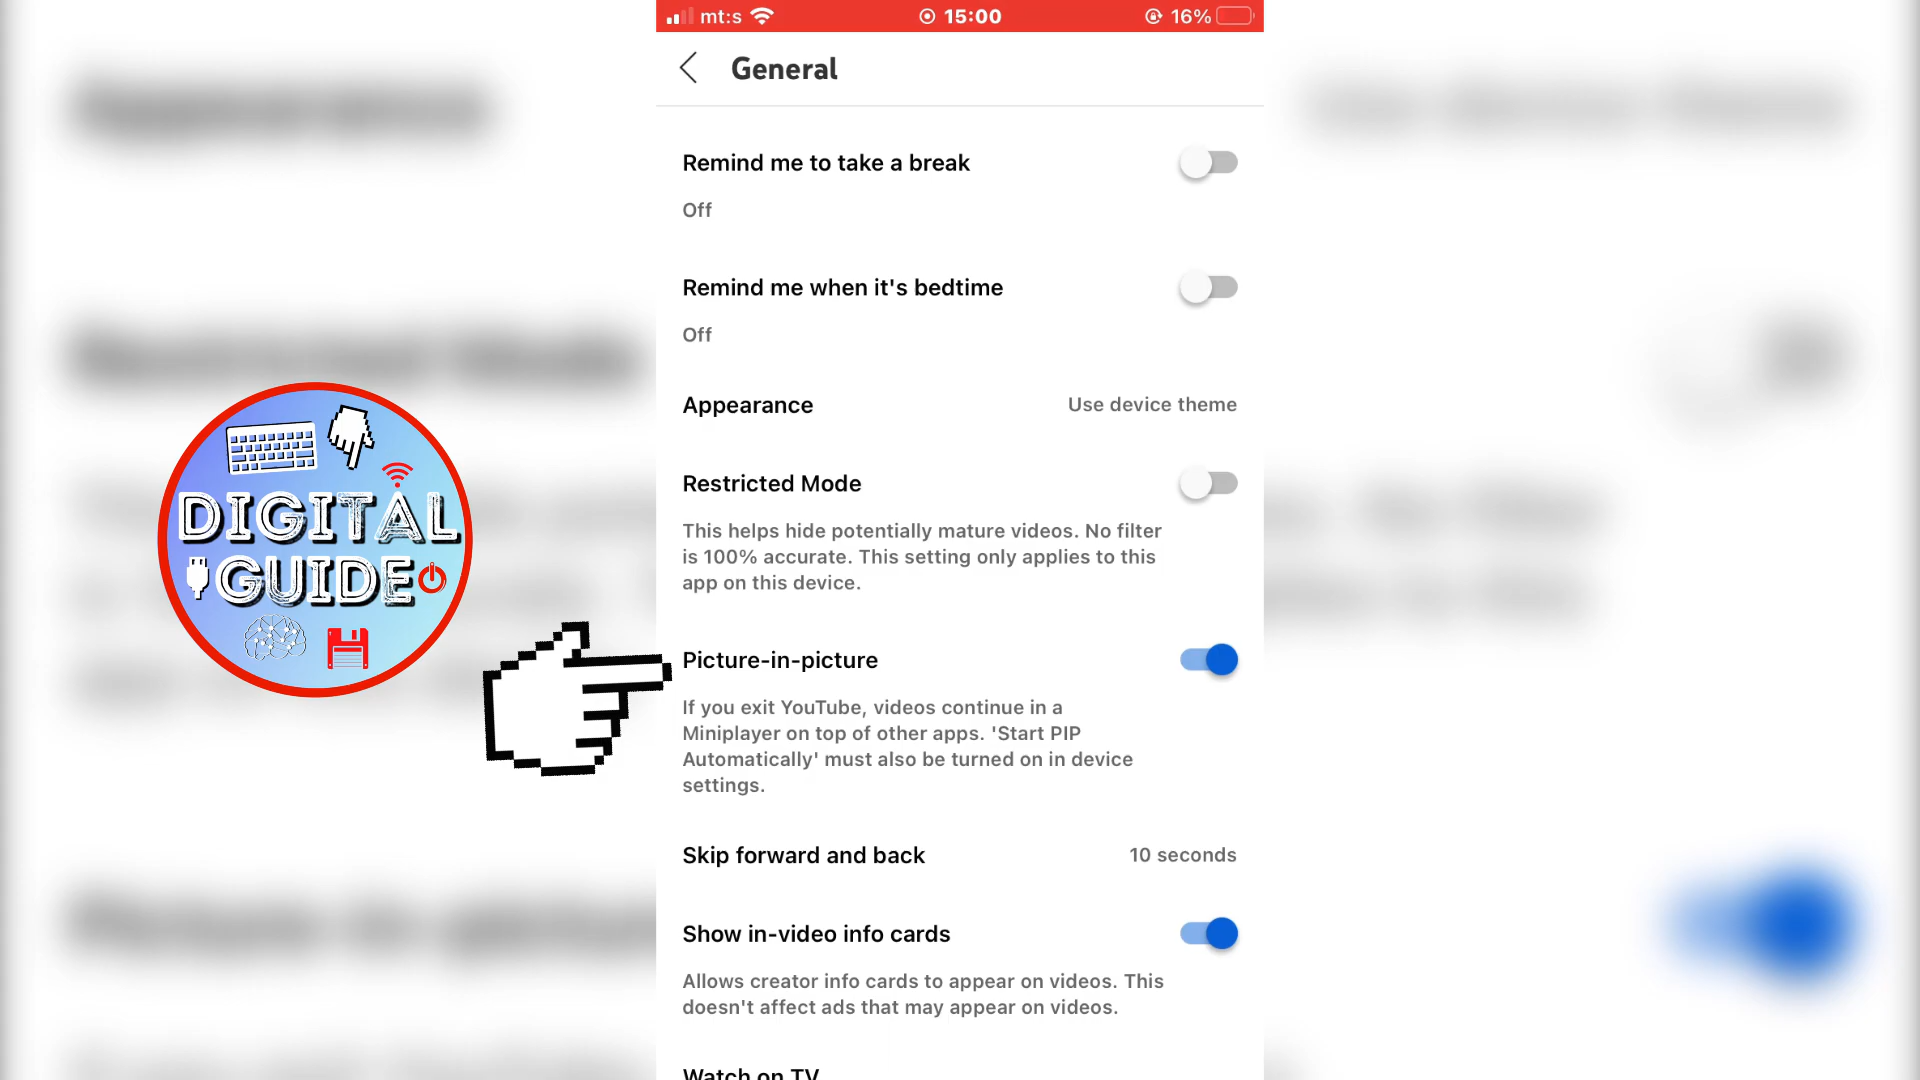 mt:s 15:00 16%
General
Remind me to take a break
Off
Remind me when it's bedtime
Off
Appearance Use device theme
Restricted Mode
This helps hide potentially mature videos. No filter
is 100% accurate. This setting only applies to this
app on this device.
DIGITAL
GUIDE
Picture-in-picture
If you exit YouTube, videos continue in a
Miniplayer on top of other apps. 'Start PIP
Automatically' must also be turned on in device
settings.
Skip forward and back 10 seconds
Show in-video info cards
Allows creator info cards to appear on videos. This
doesn't affect ads that may appear on videos.
Watch on TV